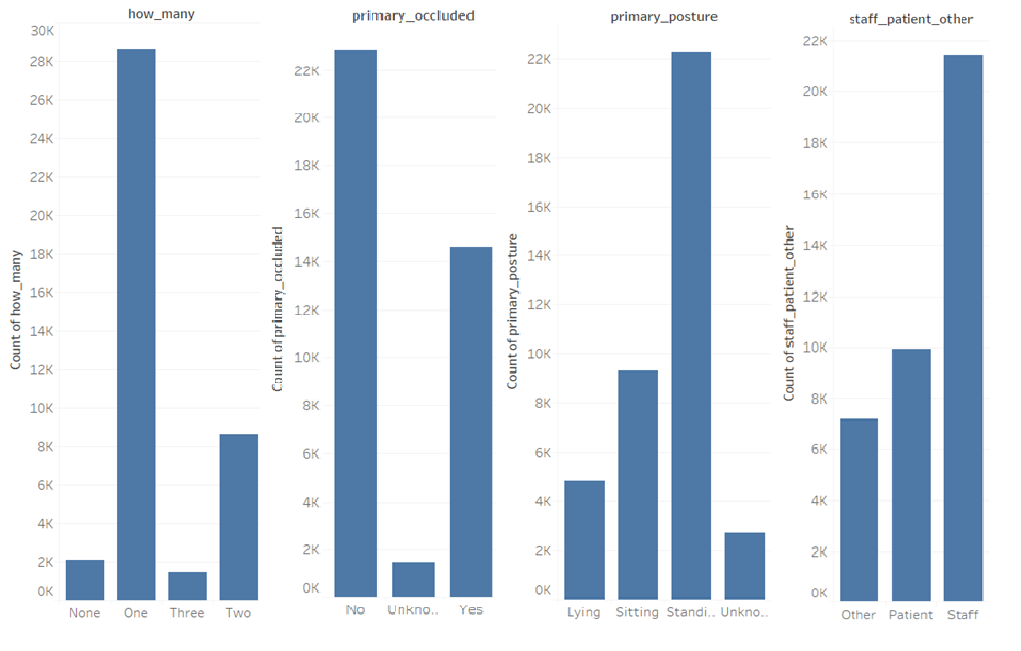 how_many
30K
28K
26K
24K
22K
20K
18K
16K
14K
12K
10K
8K
6K
4K
2K
0K
Count of how_many
None One Three Two
primary_occluded
22K
20K
18K
16K
14K
12K
10K
8K
6K
4K
2K
0K
Count of primary_occluded
No Unkno.. Yes
primary_posture
22K
20K
18K
16K
14K
12K
10K
8K
6K
4K
2K
0K
Count of primary_posture
Lying Sitting Standi.. Unkno..
staff_patient_other
22K
20K
18K
16K
14K
12K
10K
8K
6K
4K
2K
0K
Count of staff_patient_other
Other Patient Staff